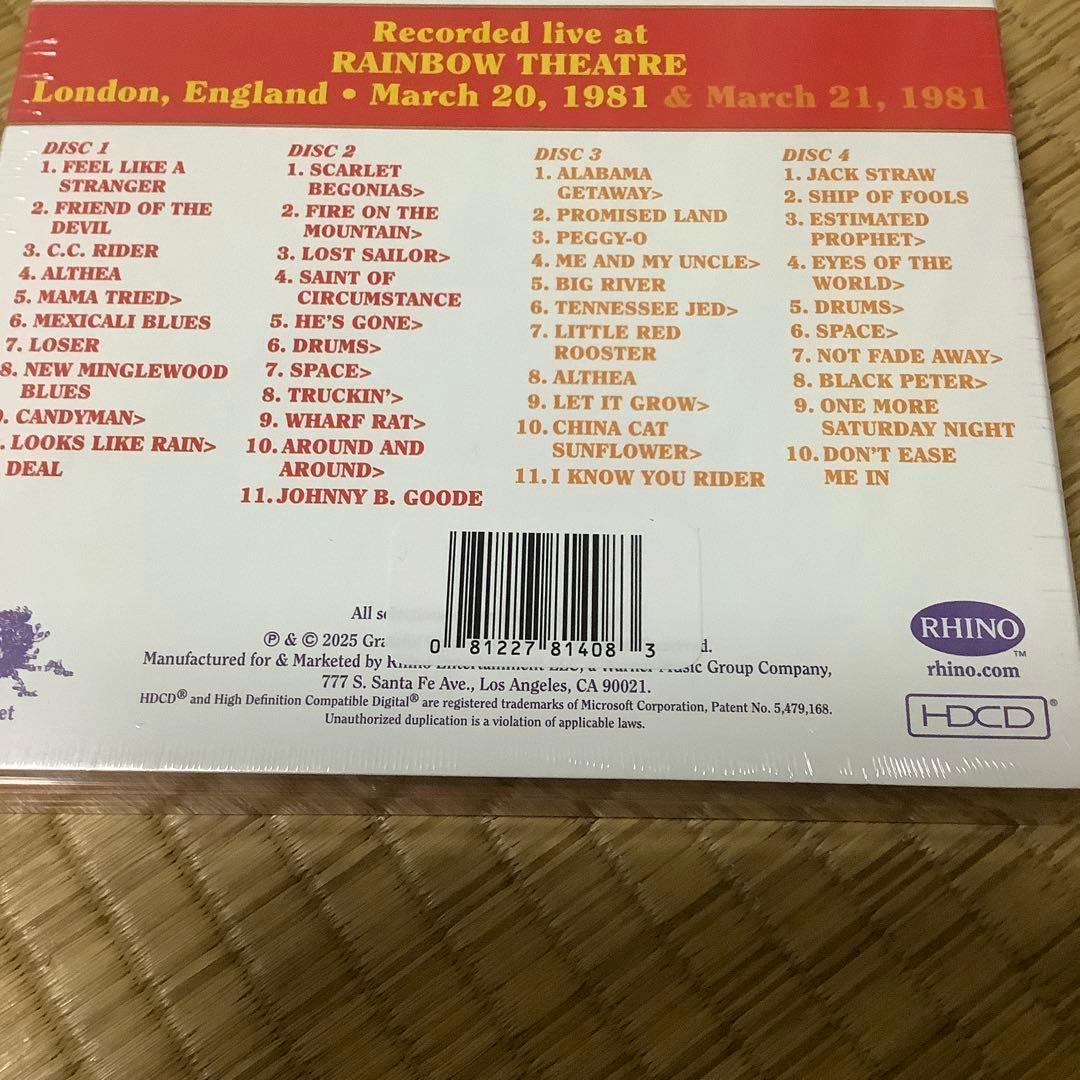 Recorded live at
RAINBOW THEATRE
London, England • March 20, 1981 & March 21, 1981
DISC 1
1. FEEL LIKE A
STRANGER
2. FRIEND OF THE
DEVIL
3. C.C. RIDER
4. ALTHEA
5. MAMA TRIED>
6. MEXICALI BLUES
7. LOSER
8. NEW MINGLEWOOD
BLUES
. CANDYMAN>
. LOOKS LIKE RAIN>
DEAL
DISC 2
1. SCARLET
BEGONIAS>
2. FIRE ON THE
MOUNTAIN>
3. LOST SAILOR>
4. SAINT OF
CIRCUMSTANCE
5. HE'S GONE>
6. DRUMS>
7. SPACE>
8. TRUCKIN'>
9. WHARF RAT>
10. AROUND AND
AROUND>
11. JOHNNY B. GOODE
DISC 3
1. ALABAMA
GETAWAY>
2. PROMISED LAND
3. PEGGY-O
4. ME AND MY UNCLE>
5. BIG RIVER
6. TENNESSEE JED>
7. LITTLE RED
ROOSTER
8. ALTHEA
9. LET IT GROW>
10. CHINA CAT
SUNFLOWER>
11. I KNOW YOU RIDER
DISC 4
1. JACK STRAW
2. SHIP OF FOOLS
3. ESTIMATED
PROPHET>
4. EYES OF THE
WORLD>
5. DRUMS>
6. SPACE>
7. NOT FADE AWAY>
8. BLACK PETER>
9. ONE MORE
SATURDAY NIGHT
10. DON'T EASE
ME IN
0 81227 81408 3
All
℗ & © 2025
Manufactured for & Marketed by Rhino Entertainment LLC, a Warner Music Group Company,
777 S. Santa Fe Ave., Los Angeles, CA 90021.
HDCD® and High Definition Compatible Digital® are registered trademarks of Microsoft Corporation, Patent No. 5,479,168.
Unauthorized duplication is a violation of applicable laws.
RHINO™
rhino.com
HDCD®